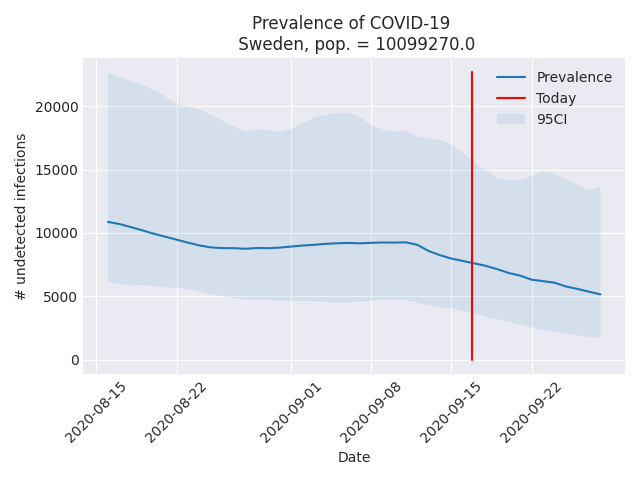 Prevalence of COVID-19
Sweden, pop. = 10099270.0
Prevalence
Today
95CI
# undetected infections
20000
15000
10000
5000
0
2020-08-15
2020-08-22
2020-09-01
2020-09-08
2020-09-15
2020-09-22
Date